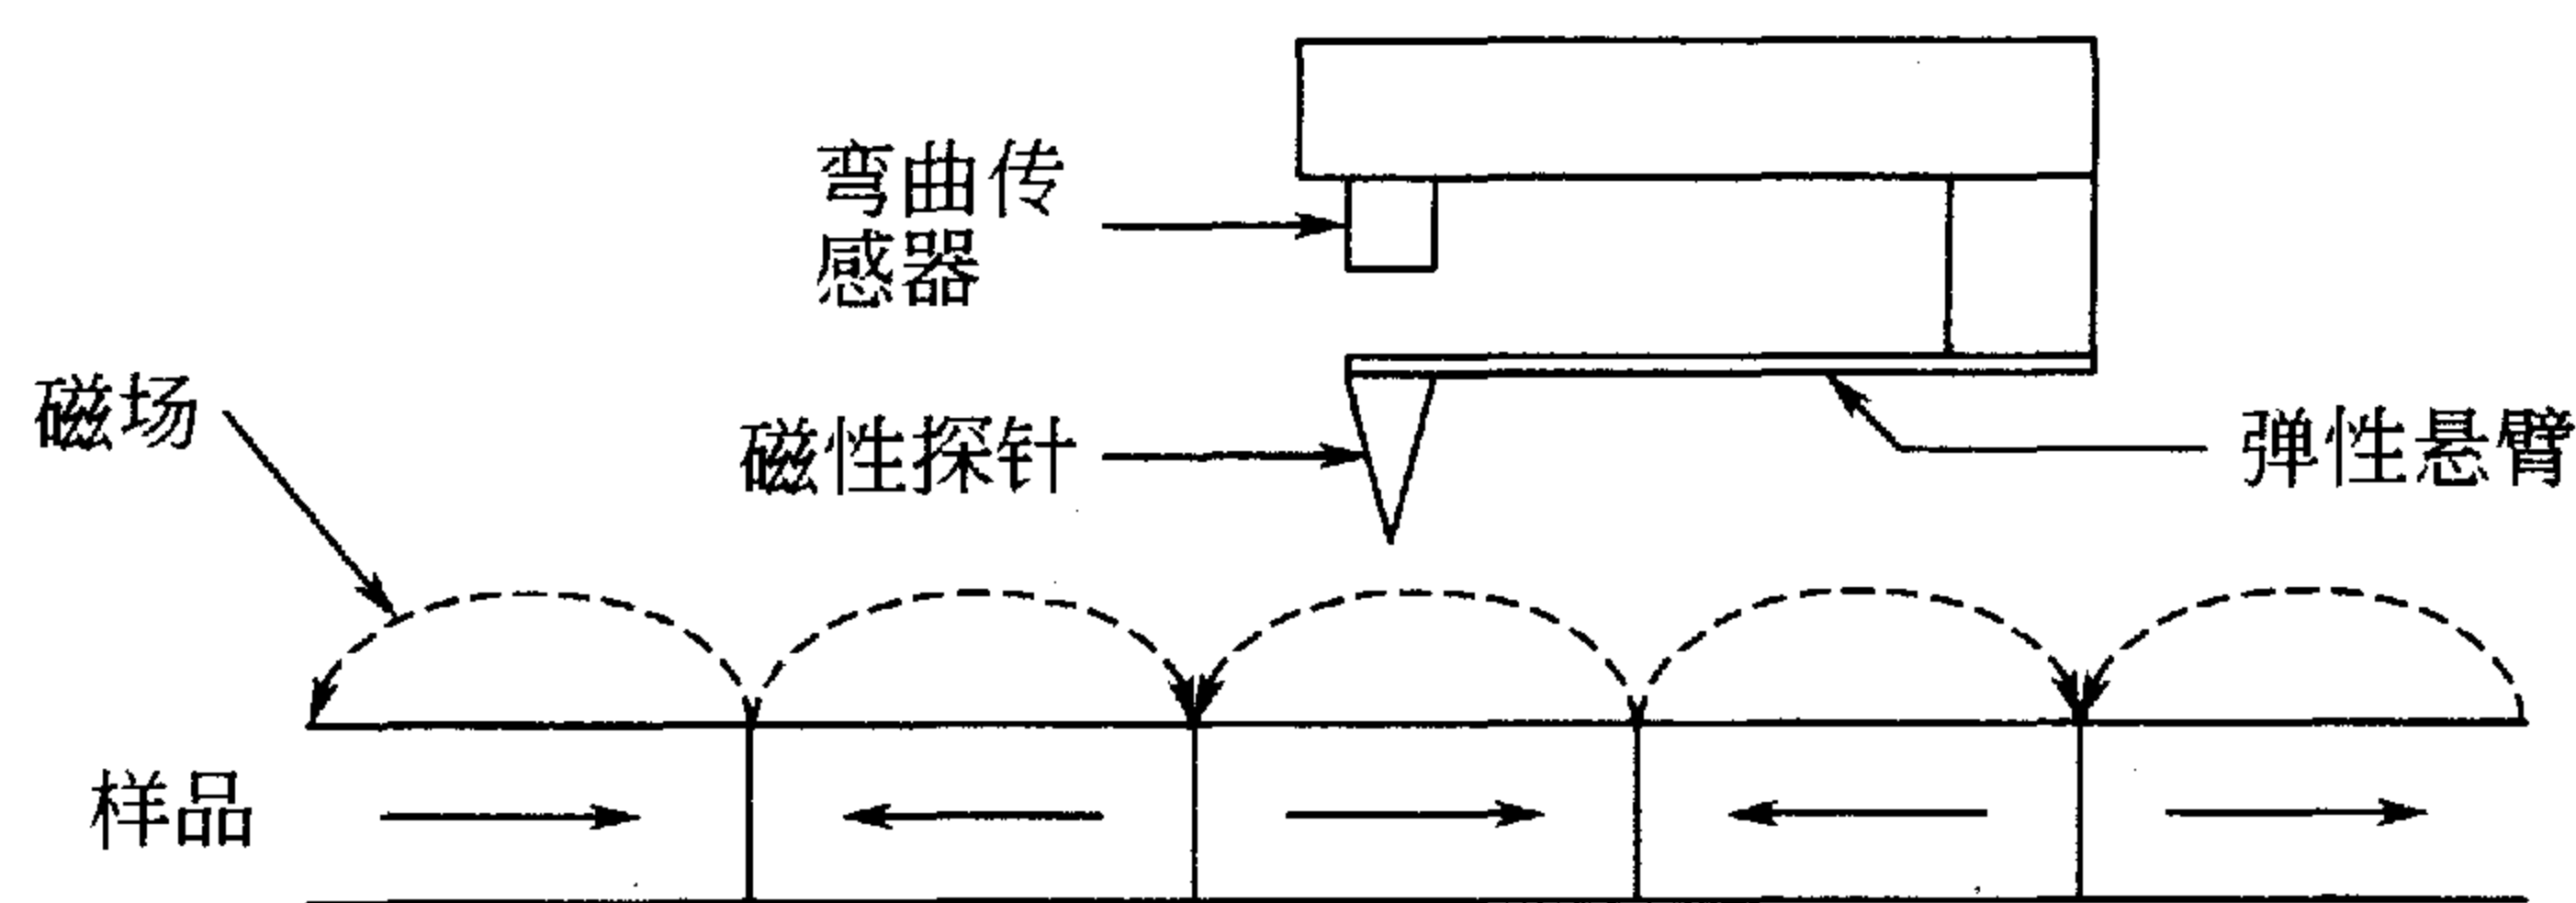 弯曲传
感器
磁场
磁性探针
弹性悬臂
样品